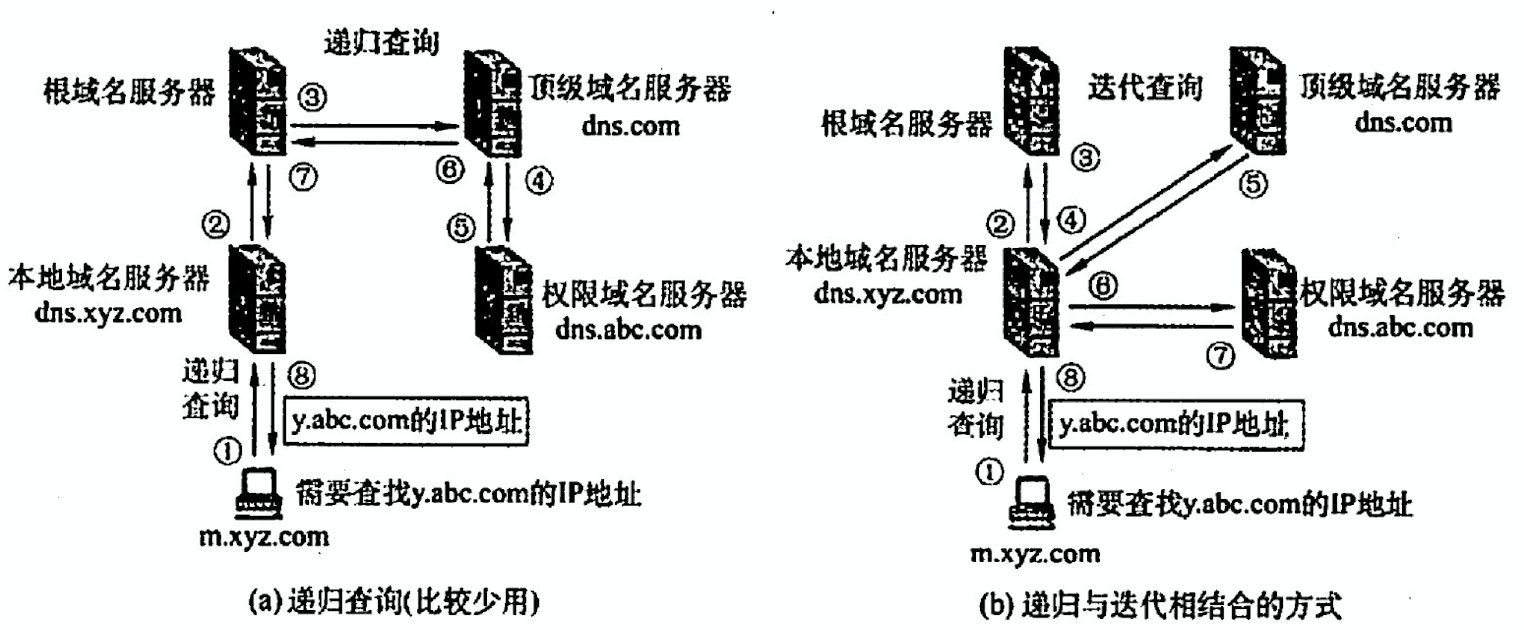 递归查询
根域名服务器
③
顶级域名服务器
dns.com
⑦
⑥
④
②
⑤
本地域名服务器
dns.xyz.com
权限域名服务器
dns.abc.com
递归
查询
⑧
y.abc.com的IP地址
①
需要查找y.abc.com的IP地址
m.xyz.com
(a) 递归查询(比较少用)
迭代查询
顶级域名服务器
dns.com
根域名服务器
③
⑤
②
④
本地域名服务器
dns.xyz.com
⑥
权限域名服务器
dns.abc.com
⑦
递归
查询
⑧
y.abc.com的IP地址
①
需要查找y.abc.com的IP地址
m.xyz.com
(b) 递归与迭代相结合的方式